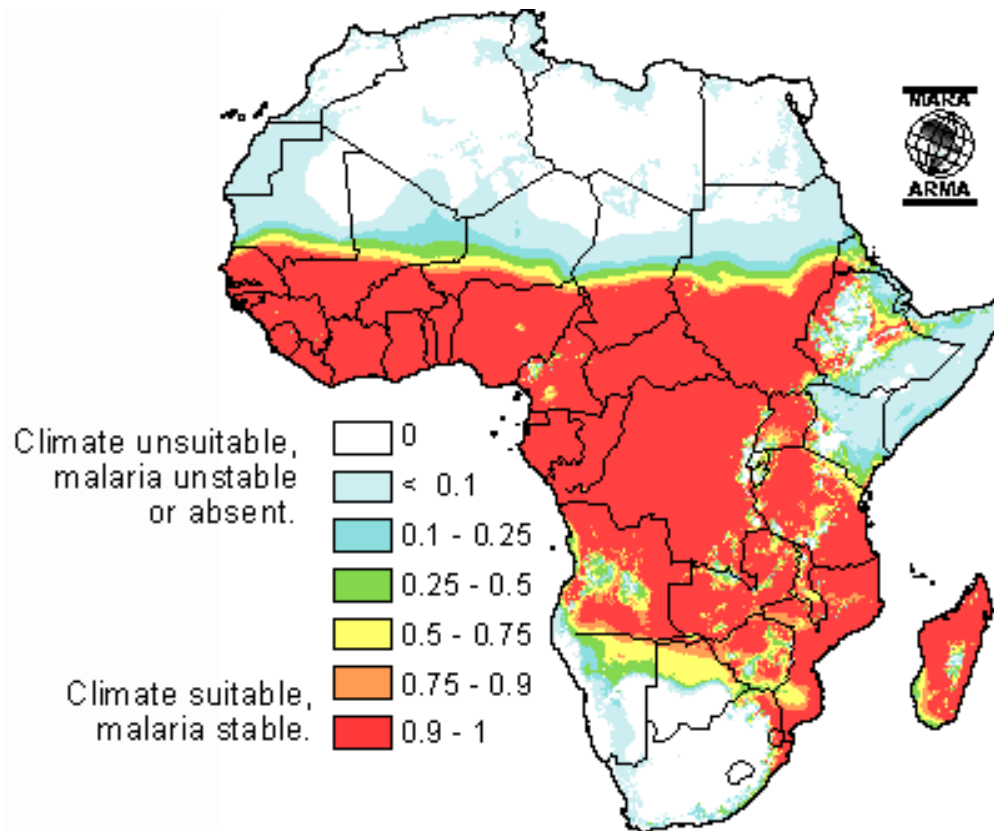 MARA
ARMA
Climate unsuitable,
malaria unstable
or absent.
0
< 0.1
0.1 - 0.25
0.25 - 0.5
0.5 - 0.75
Climate suitable,
malaria stable.
0.75 - 0.9
0.9 - 1